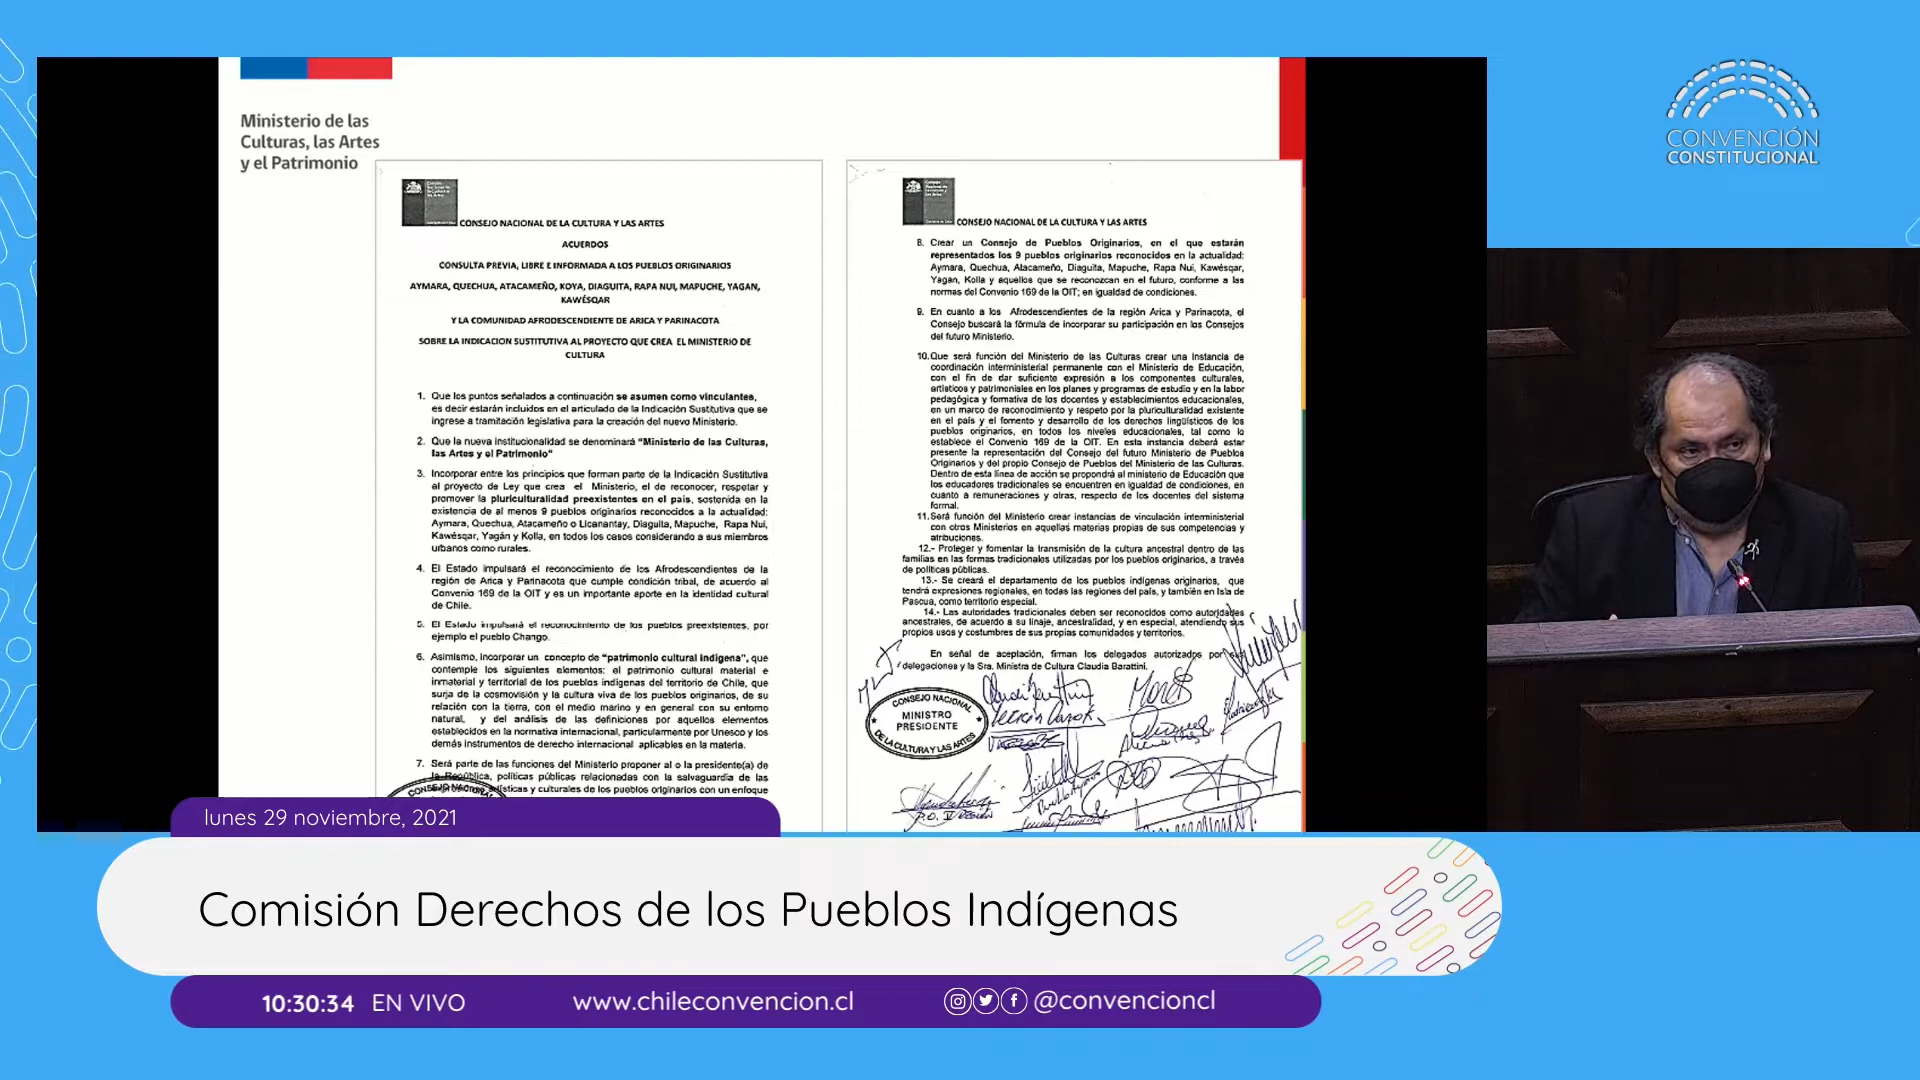 Ministerio de las
Culturas, las Artes
y el Patrimonio
CONSEJO NACIONAL DE LA CULTURA Y LAS ARTES
ACUERDOS
CONSULTA PREVIA, LIBRE E INFORMADA A LOS PUEBLOS ORIGINARIOS
AYMARA, QUECHUA, ATACAMEÑO, KOYA, DIAGUITA, RAPA NUI, MAPUCHE, YAGAN,
KAWÉSQAR
Y LA COMUNIDAD AFRODESCENDIENTE DE ARICA Y PARINACOTA
SOBRE LA INDICACION SUSTITUTIVA AL PROYECTO QUE CREA EL MINISTERIO DE
CULTURA
1. Que los puntos señalados a continuación se asumen como vinculantes,
es decir estarán incluidos en el articulado de la Indicación Sustitutiva que se
ingrese a tramitación legislativa para la creación del nuevo Ministerio.
2. Que la nueva institucionalidad se denominará "Ministerio de las Culturas,
las Artes y el Patrimonio"
3. Incorporar entre los principios que forman parte de la Indicación Sustitutiva
al proyecto de Ley que crea el Ministerio, el de reconocer, respetar y
promover la pluriculturalidad preexistentes en el país, sostenida en la
existencia de al menos 9 pueblos originarios reconocidos a la actualidad:
Aymara, Quechua, Atacameño o Licanantay, Diaguita, Mapuche, Rapa Nui,
Kawésqar, Yagán y Kolla, en todos los casos considerando a sus miembros
urbanos como rurales.
4. El Estado impulsará el reconocimiento de los Afrodescendientes de la
región de Arica y Parinacota que cumple condición tribal, de acuerdo al
Convenio 169 de la OIT y es un importante aporte en la identidad cultural
de Chile.
5. El Estado impulsará el reconocimiento de los pueblos preexistentes, por
ejemplo el pueblo Chango.
6. Asimismo, incorporar un concepto de "patrimonio cultural indígena", que
contemple los siguientes elementos: el patrimonio cultural material e
inmaterial y territorial de los pueblos indígenas del territorio de Chile, que
surja de la cosmovisión y la cultura viva de los pueblos originarios, de su
relación con la tierra, con el medio marino y en general con su entorno
natural, y del análisis de las definiciones por aquellos elementos
establecidos en la normativa internacional, particularmente por Unesco y los
demás instrumentos de derecho internacional aplicables en la materia.
7. Será parte de las funciones del Ministerio proponer al o la presidente(a) de
la República, políticas públicas relacionadas con la salvaguardia de las
artísticas y culturales de los pueblos originarios con un enfoque
CONSEJO NACIONAL
CONSEJO NACIONAL DE LA CULTURA Y LAS ARTES
8. Crear un Consejo de Pueblos Originarios, en el que estarán
representados los 9 pueblos originarios reconocidos en la actualidad:
Aymara, Quechua, Atacameño, Diaguita, Mapuche, Rapa Nui, Kawésqar,
Yagan, Kolla y aquellos que se reconozcan en el futuro, conforme a las
normas del Convenio 169 de la OIT; en igualdad de condiciones.
9. En cuanto a los Afrodescendientes de la región Arica y Parinacota, el
Consejo buscará la fórmula de incorporar su participación en los Consejos
del futuro Ministerio.
10. Que será función del Ministerio de las Culturas crear una instancia de
coordinación interministerial permanente con el Ministerio de Educación,
con el fin de dar suficiente expresión a los componentes culturales,
artísticos y patrimoniales en los planes y programas de estudio y en la labor
pedagógica y formativa de los docentes y establecimientos educacionales,
en un marco de reconocimiento y respeto por la pluriculturalidad existente
en el país y el fomento y desarrollo de los derechos lingüísticos de los
pueblos originarios, en todos los niveles educacionales, tal como lo
establece el Convenio 169 de la OIT. En esta instancia deberá estar
presente la representación del Consejo del futuro Ministerio de Pueblos
Originarios y del propio Consejo de Pueblos del Ministerio de las Culturas.
Dentro de esta línea de acción se propondrá al ministerio de Educación que
los educadores tradicionales se encuentren en igualdad de condiciones, en
cuanto a remuneraciones y otras, respecto de los docentes del sistema
formal.
11. Será función del Ministerio crear instancias de vinculación interministerial
con otros Ministerios en aquellas materias propias de sus competencias y
atribuciones.
12.- Proteger y fomentar la transmisión de la cultura ancestral dentro de las
familias en las formas tradicionales utilizadas por los pueblos originarios, a través
de políticas públicas.
13.- Se creará el departamento de los pueblos indígenas originarios, que
tendrá expresiones regionales, en todas las regiones del país, y también en Isla de
Pascua, como territorio especial.
14.- Las autoridades tradicionales deben ser reconocidos como autoridades
ancestrales, de acuerdo a su linaje, ancestralidad, y en especial, atendiendo sus
propios usos y costumbres de sus propias comunidades y territorios.
En señal de aceptación, firman los delegados autorizados por sus
delegaciones y la Sra. Ministra de Cultura Claudia Barattini.
CONSEJO NACIONAL
MINISTRO
PRESIDENTE
DE LA CULTURA Y LAS ARTES
CONVENCIÓN
CONSTITUCIONAL
lunes 29 noviembre, 2021
Comisión Derechos de los Pueblos Indígenas
10:30:34 EN VIVO www.chileconvencion.cl @convencioncl